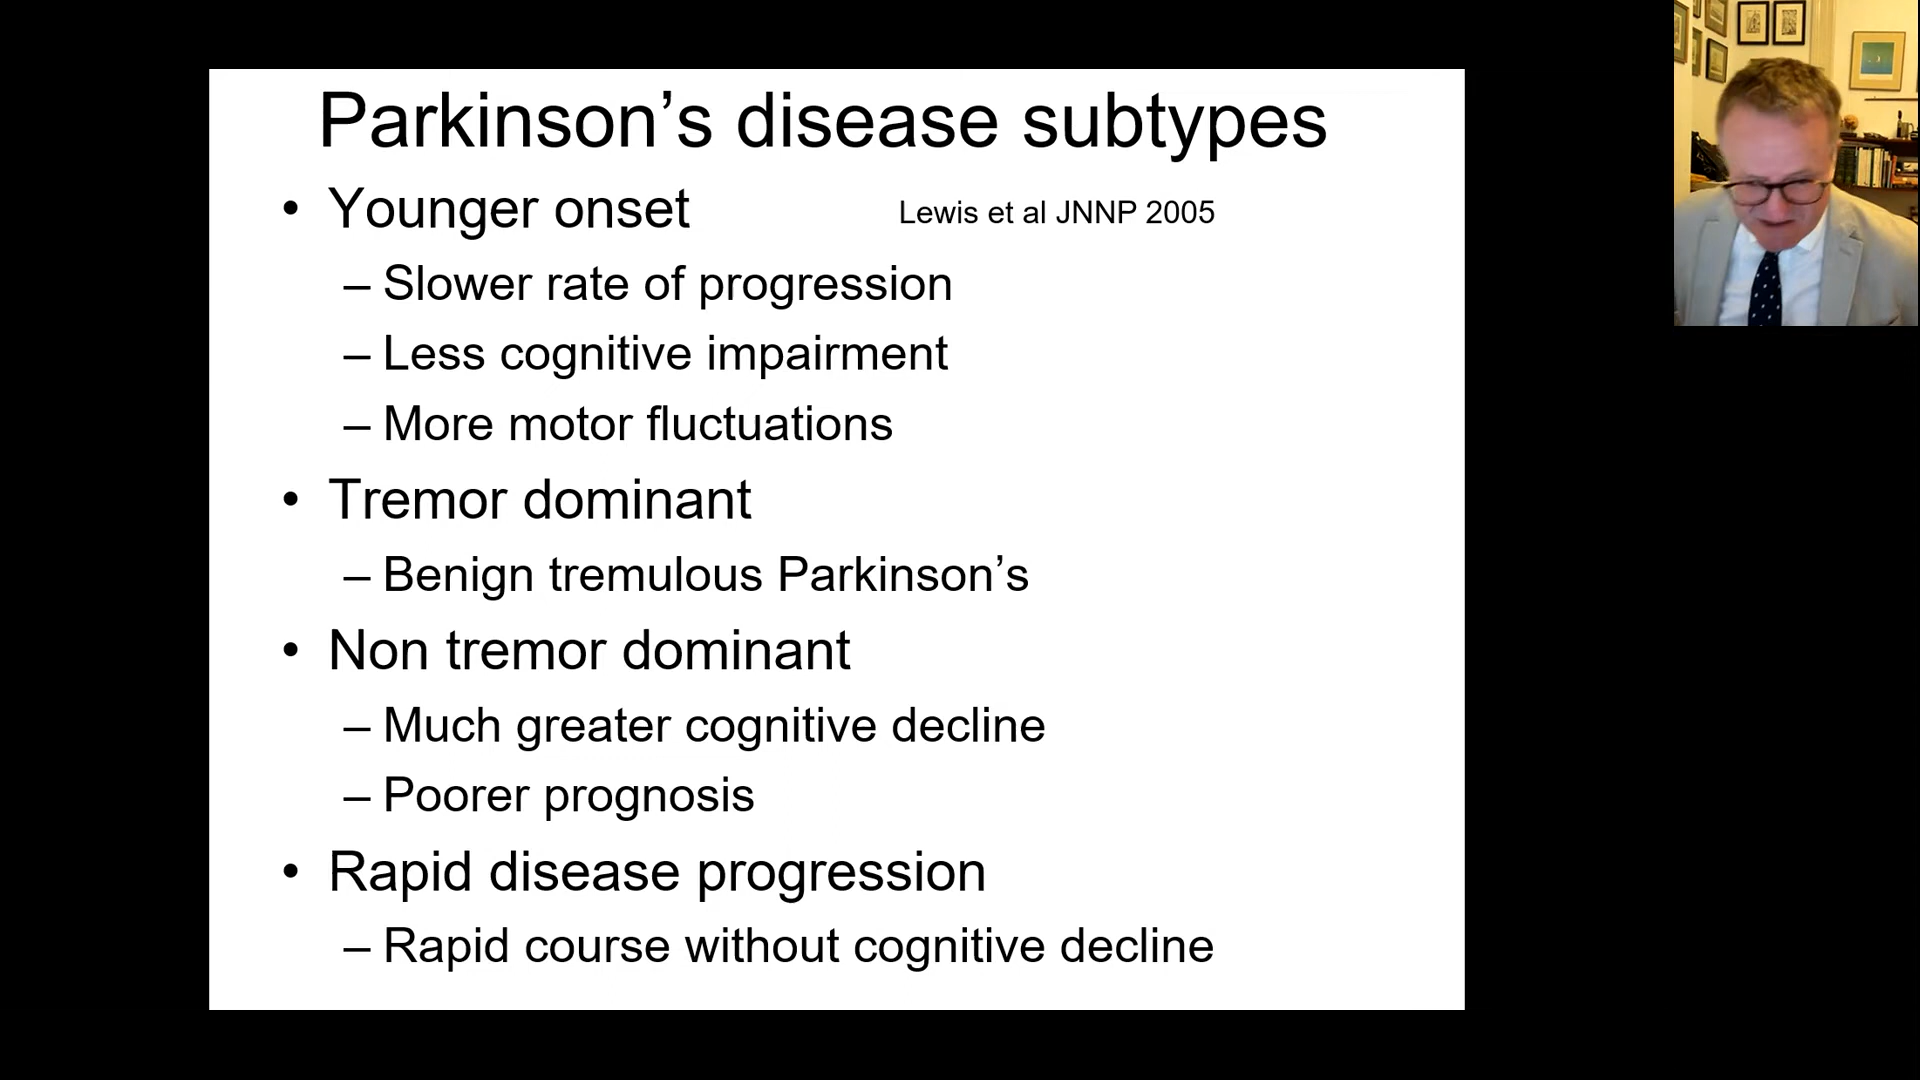 Parkinson’s disease subtypes
• Younger onset
Lewis et al JNNP 2005
– Slower rate of progression
– Less cognitive impairment
– More motor fluctuations
• Tremor dominant
– Benign tremulous Parkinson’s
• Non tremor dominant
– Much greater cognitive decline
– Poorer prognosis
• Rapid disease progression
– Rapid course without cognitive decline